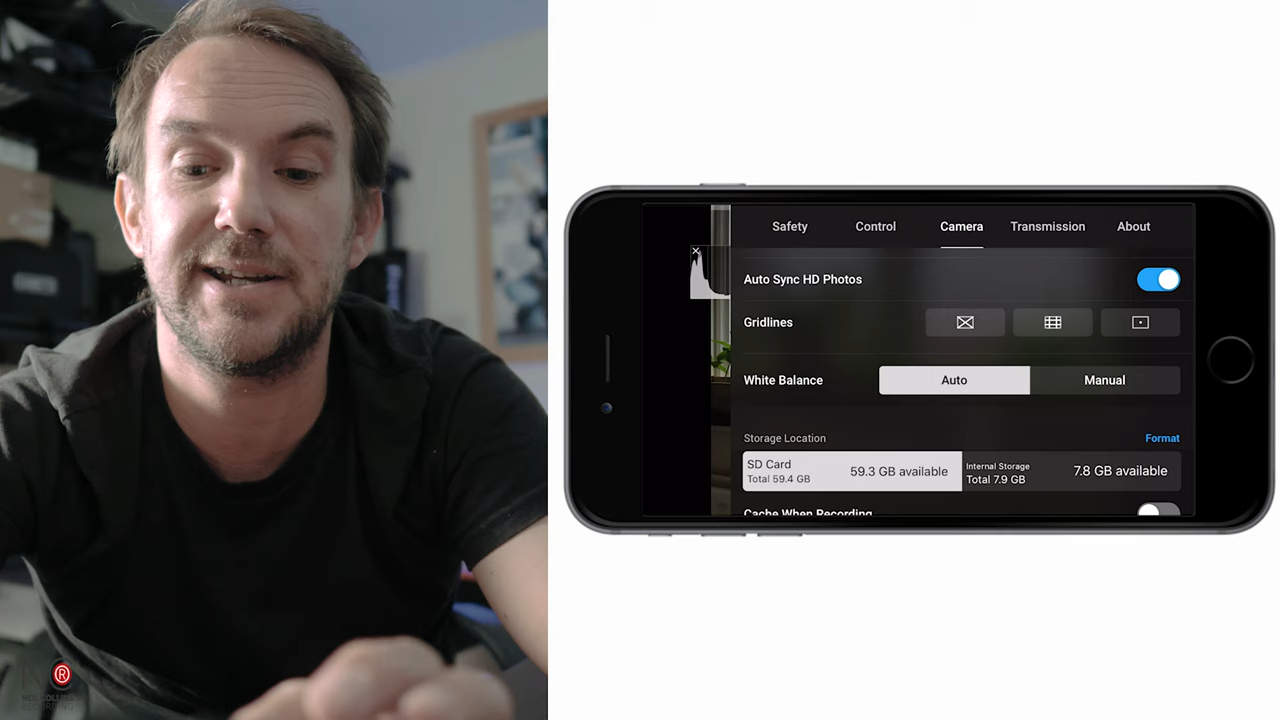 Safety Control Camera Transmission About
Auto Sync HD Photos
Gridlines
White Balance Auto Manual
Storage Location Format
SD Card 59.3 GB available Internal Storage 7.8 GB available
Total 59.4 GB Total 7.9 GB
Cache When Recording
®
NEIL COLLINS